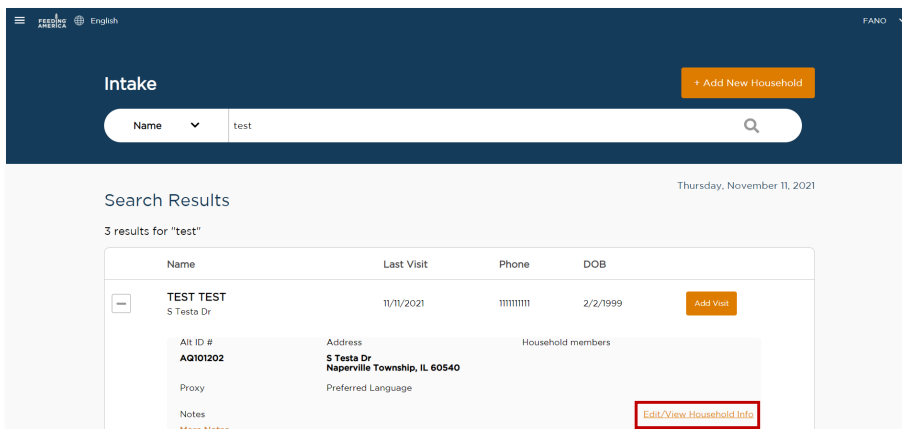 FEEDING AMERICA English FANO
Intake
+ Add New Household
Name test
Thursday, November 11, 2021
Search Results
3 results for "test"
Name Last Visit Phone DOB
TEST TEST 11/11/2021 1111111111 2/2/1999 Add Visit
S Testa Dr
Alt ID # Address Household members
AQ101202 S Testa Dr
Naperville Township, IL 60540
Proxy Preferred Language
Notes Edit/View Household Info
More Notes